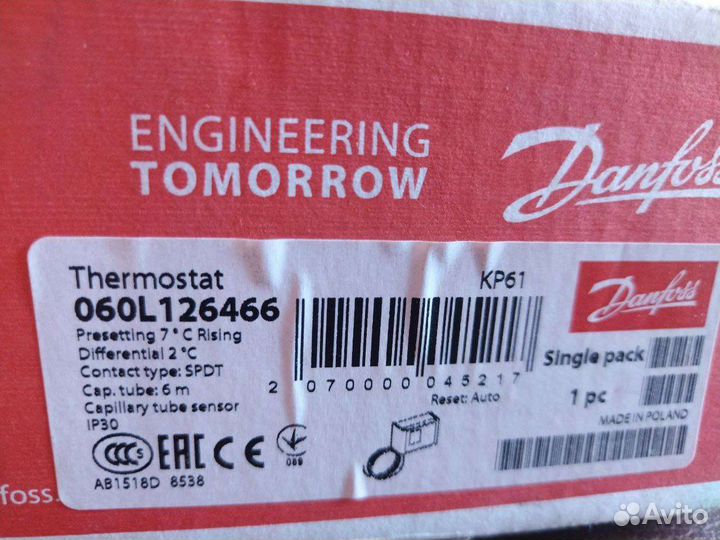 ENGINEERING
TOMORROW
Danfoss
Thermostat
KP61
060L126466
Presetting 7°C Rising
Differential 2°C
Contact type: SPDT
Cap. tube: 6 m
Capillary tube sensor
IP30
2 070000 045217
Reset: Auto
Danfoss
Single pack
1 pc
MADE IN POLAND
CCC S EAC CE
089
AB1518D 8538
foss.
Avito